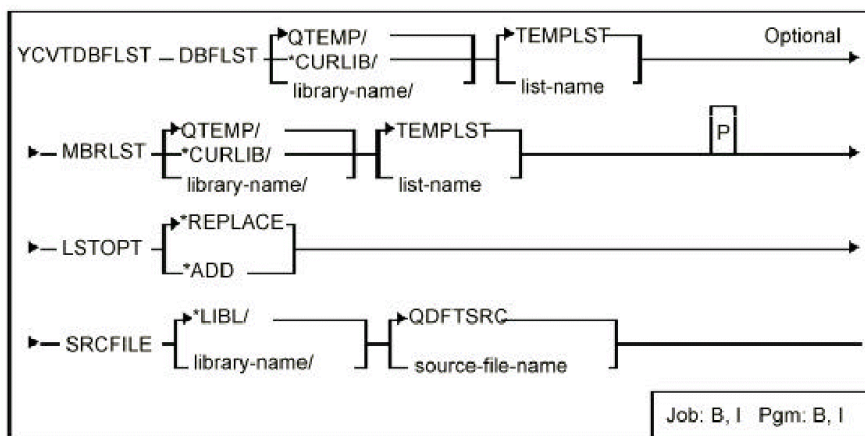 QTEMP/ TEMPLST Optional
YCVTDBFLST DBFLST *CURLIB/
library-name/ list-name
QTEMP/ TEMPLST P
MBRLST *CURLIB/
library-name/ list-name
*REPLACE
LSTOPT
*ADD
*LIBL/ QDFTSRC
SRCFILE
library-name/ source-file-name
Job: B, I Pgm: B, I